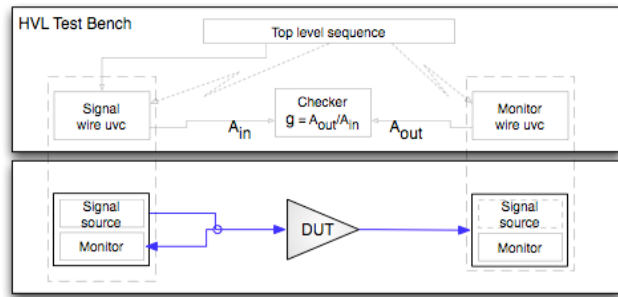 HVL Test Bench
Top level sequence
Signal
wire uvc
Checker
g = Aout/Ain
Monitor
wire uvc
Ain
Aout
Signal
source
Monitor
DUT
Signal
source
Monitor